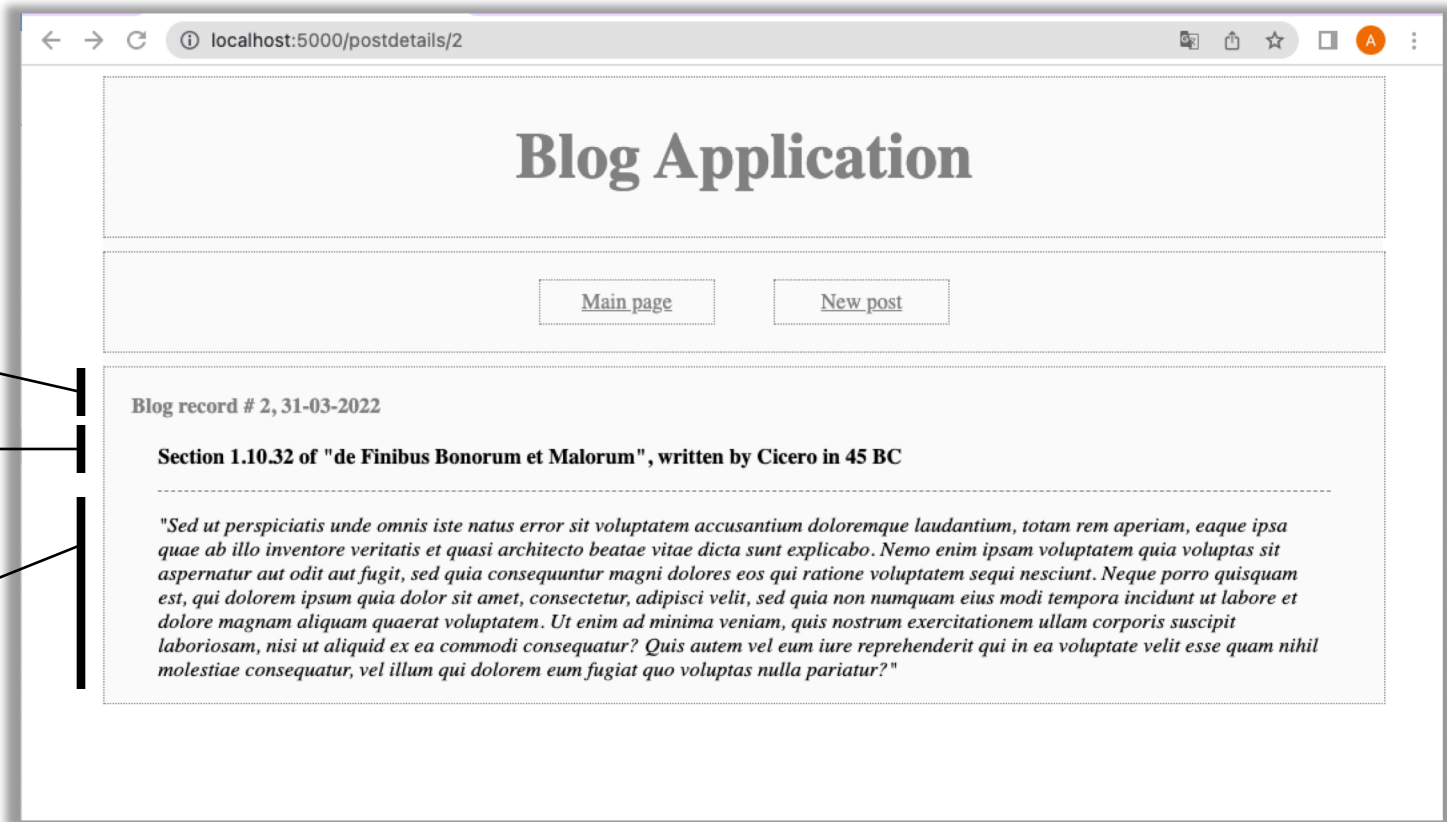 localhost:5000/postdetails/2
A
Blog Application
Main page
New post
Blog record # 2, 31-03-2022
Section 1.10.32 of "de Finibus Bonorum et Malorum", written by Cicero in 45 BC
"Sed ut perspiciatis unde omnis iste natus error sit voluptatem accusantium doloremque laudantium, totam rem aperiam, eaque ipsa
quae ab illo inventore veritatis et quasi architecto beatae vitae dicta sunt explicabo. Nemo enim ipsam voluptatem quia voluptas sit
aspernatur aut odit aut fugit, sed quia consequuntur magni dolores eos qui ratione voluptatem sequi nesciunt. Neque porro quisquam
est, qui dolorem ipsum quia dolor sit amet, consectetur, adipisci velit, sed quia non numquam eius modi tempora incidunt ut labore et
dolore magnam aliquam quaerat voluptatem. Ut enim ad minima veniam, quis nostrum exercitationem ullam corporis suscipit
laboriosam, nisi ut aliquid ex ea commodi consequatur? Quis autem vel eum iure reprehenderit qui in ea voluptate velit esse quam nihil
molestiae consequatur, vel illum qui dolorem eum fugiat quo voluptas nulla pariatur?"